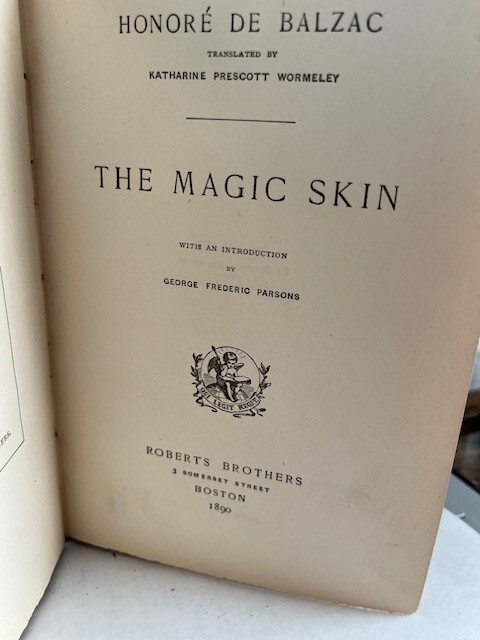 HONORÉ DE BALZAC
TRANSLATED BY
KATHARINE PRESCOTT WORMELEY
THE MAGIC SKIN
WITH AN INTRODUCTION
BY
GEORGE FREDERIC PARSONS
QUI LEGIT REGIT
ROBERTS BROTHERS
3 SOMERSET STREET
BOSTON
1890